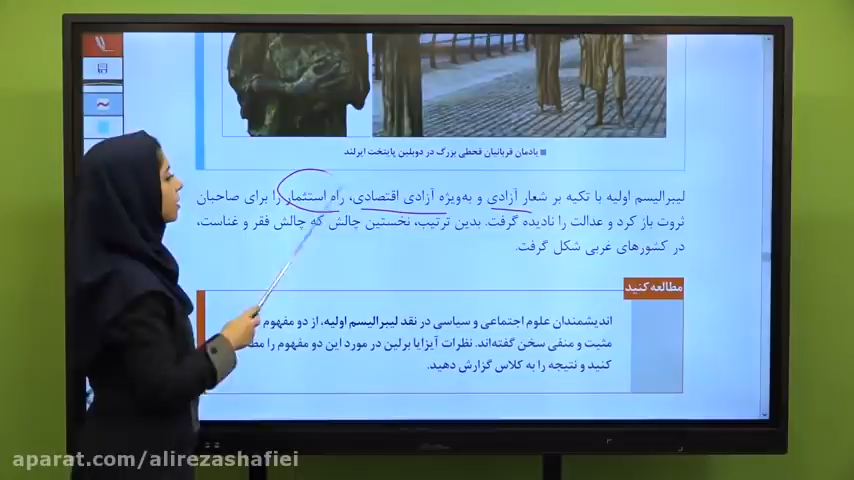 یادمان قربانیان قحطی بزرگ در دوبلین پایتخت ایرلند
لیبرالیسم اولیه با تکیه بر شعار آزادی و به‌ویژه آزادی اقتصادی، راه استثمار را برای صاحبان
ثروت باز کرد و عدالت را نادیده گرفت. بدین ترتیب، نخستین چالش که چالش فقر و غناست،
در کشورهای غربی شکل گرفت.
مطالعه کنید
اندیشمندان علوم اجتماعی و سیاسی در نقد لیبرالیسم اولیه، از دو مفهوم
مثبت و منفی سخن گفته‌اند. نظرات آیزایا برلین در مورد این دو مفهوم را
کنید و نتیجه را به کلاس گزارش دهید.
aparat.com/alirezashafiei